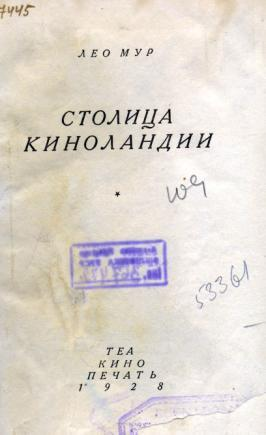 7445
ЛЕО МУР
СТОЛИЦА
КИНОЛАНДИИ
*
53361
ТЕА
КИНО
ПЕЧАТЬ
1928